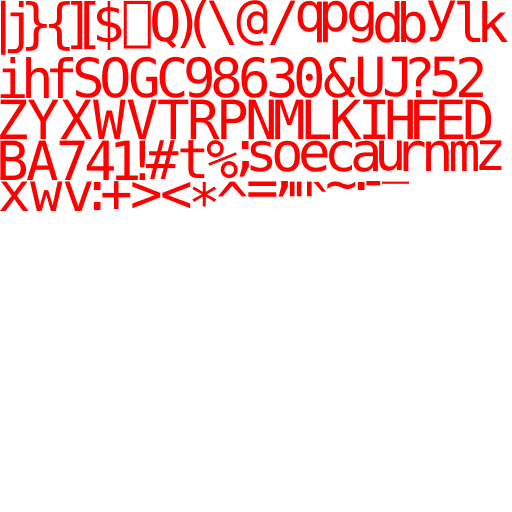 |j}{][$□Q)(\@/qpgdbylk
ihfSOGC98630&UJ?52
ZYXWVTRPNMLKIHFED
BA741!#t%;soecaurnmz
xwv:+><*^=,"'`~.-_